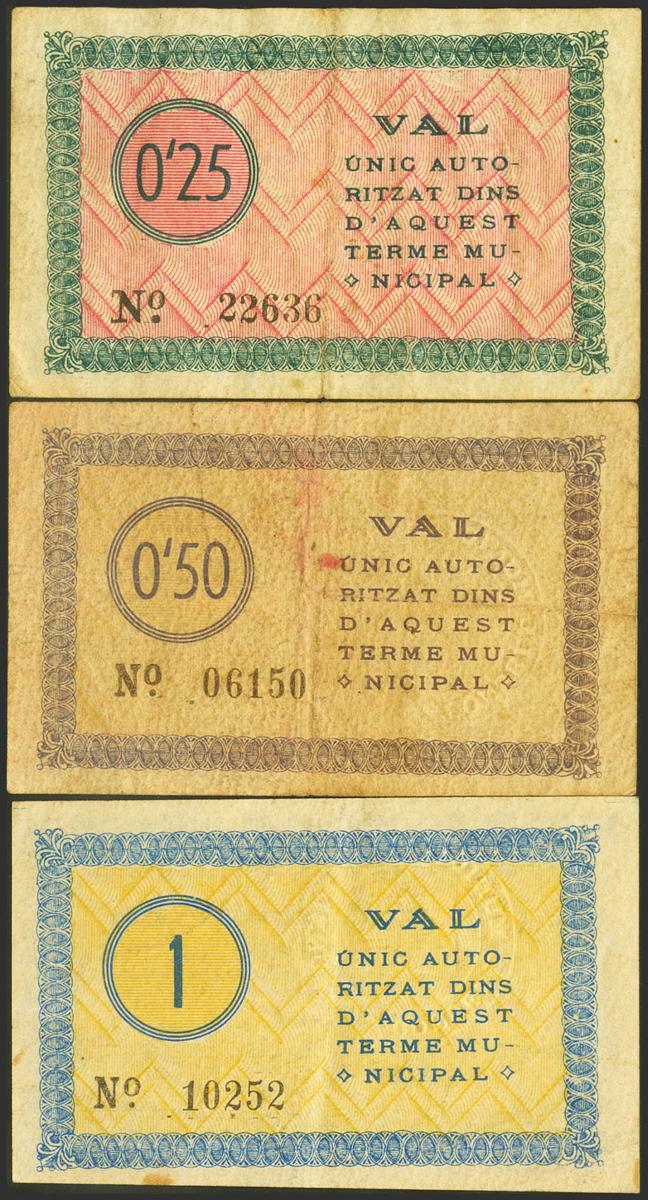 0'25
VAL
ÚNIC AUTO-
RITZAT DINS
D'AQUEST
TERME MU-
NICIPAL
Nº. 22636
0'50
VAL
ÚNIC AUTO-
RITZAT DINS
D'AQUEST
TERME MU-
NICIPAL
Nº 06150
1
VAL
ÚNIC AUTO-
RITZAT DINS
D'AQUEST
TERME MU-
NICIPAL
Nº 10252